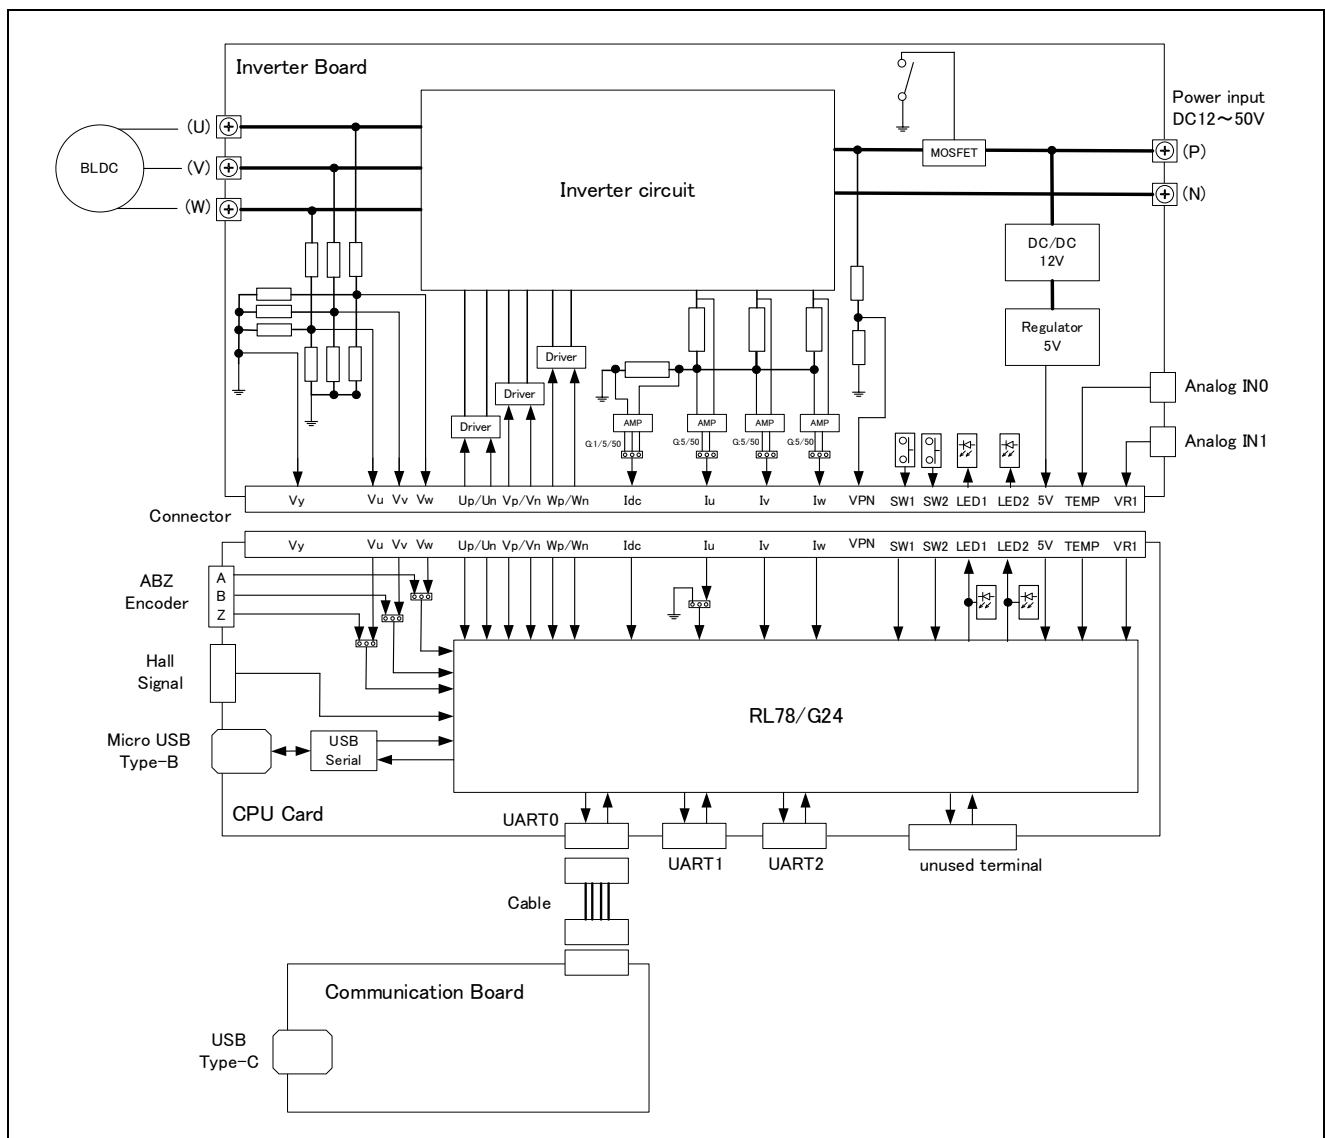 Inverter Board
Power input
DC12～50V
BLDC
(U)
(V)
(W)
Inverter circuit
MOSFET
(P)
(N)
DC/DC
12V
Regulator
5V
Driver
Driver
Driver
AMP
AMP
AMP
AMP
G:1/5/50
G:5/50
G:5/50
G:5/50
Analog IN0
Analog IN1
Vy Vu Vv Vw Up/Un Vp/Vn Wp/Wn Idc Iu Iv Iw VPN SW1 SW2 LED1 LED2 5V TEMP VR1
Connector
Vy Vu Vv Vw Up/Un Vp/Vn Wp/Wn Idc Iu Iv Iw VPN SW1 SW2 LED1 LED2 5V TEMP VR1
ABZ
Encoder
A
B
Z
Hall
Signal
RL78/G24
Micro USB
Type-B
USB
Serial
CPU Card
UART0
UART1
UART2
unused terminal
Cable
Communication Board
USB
Type-C